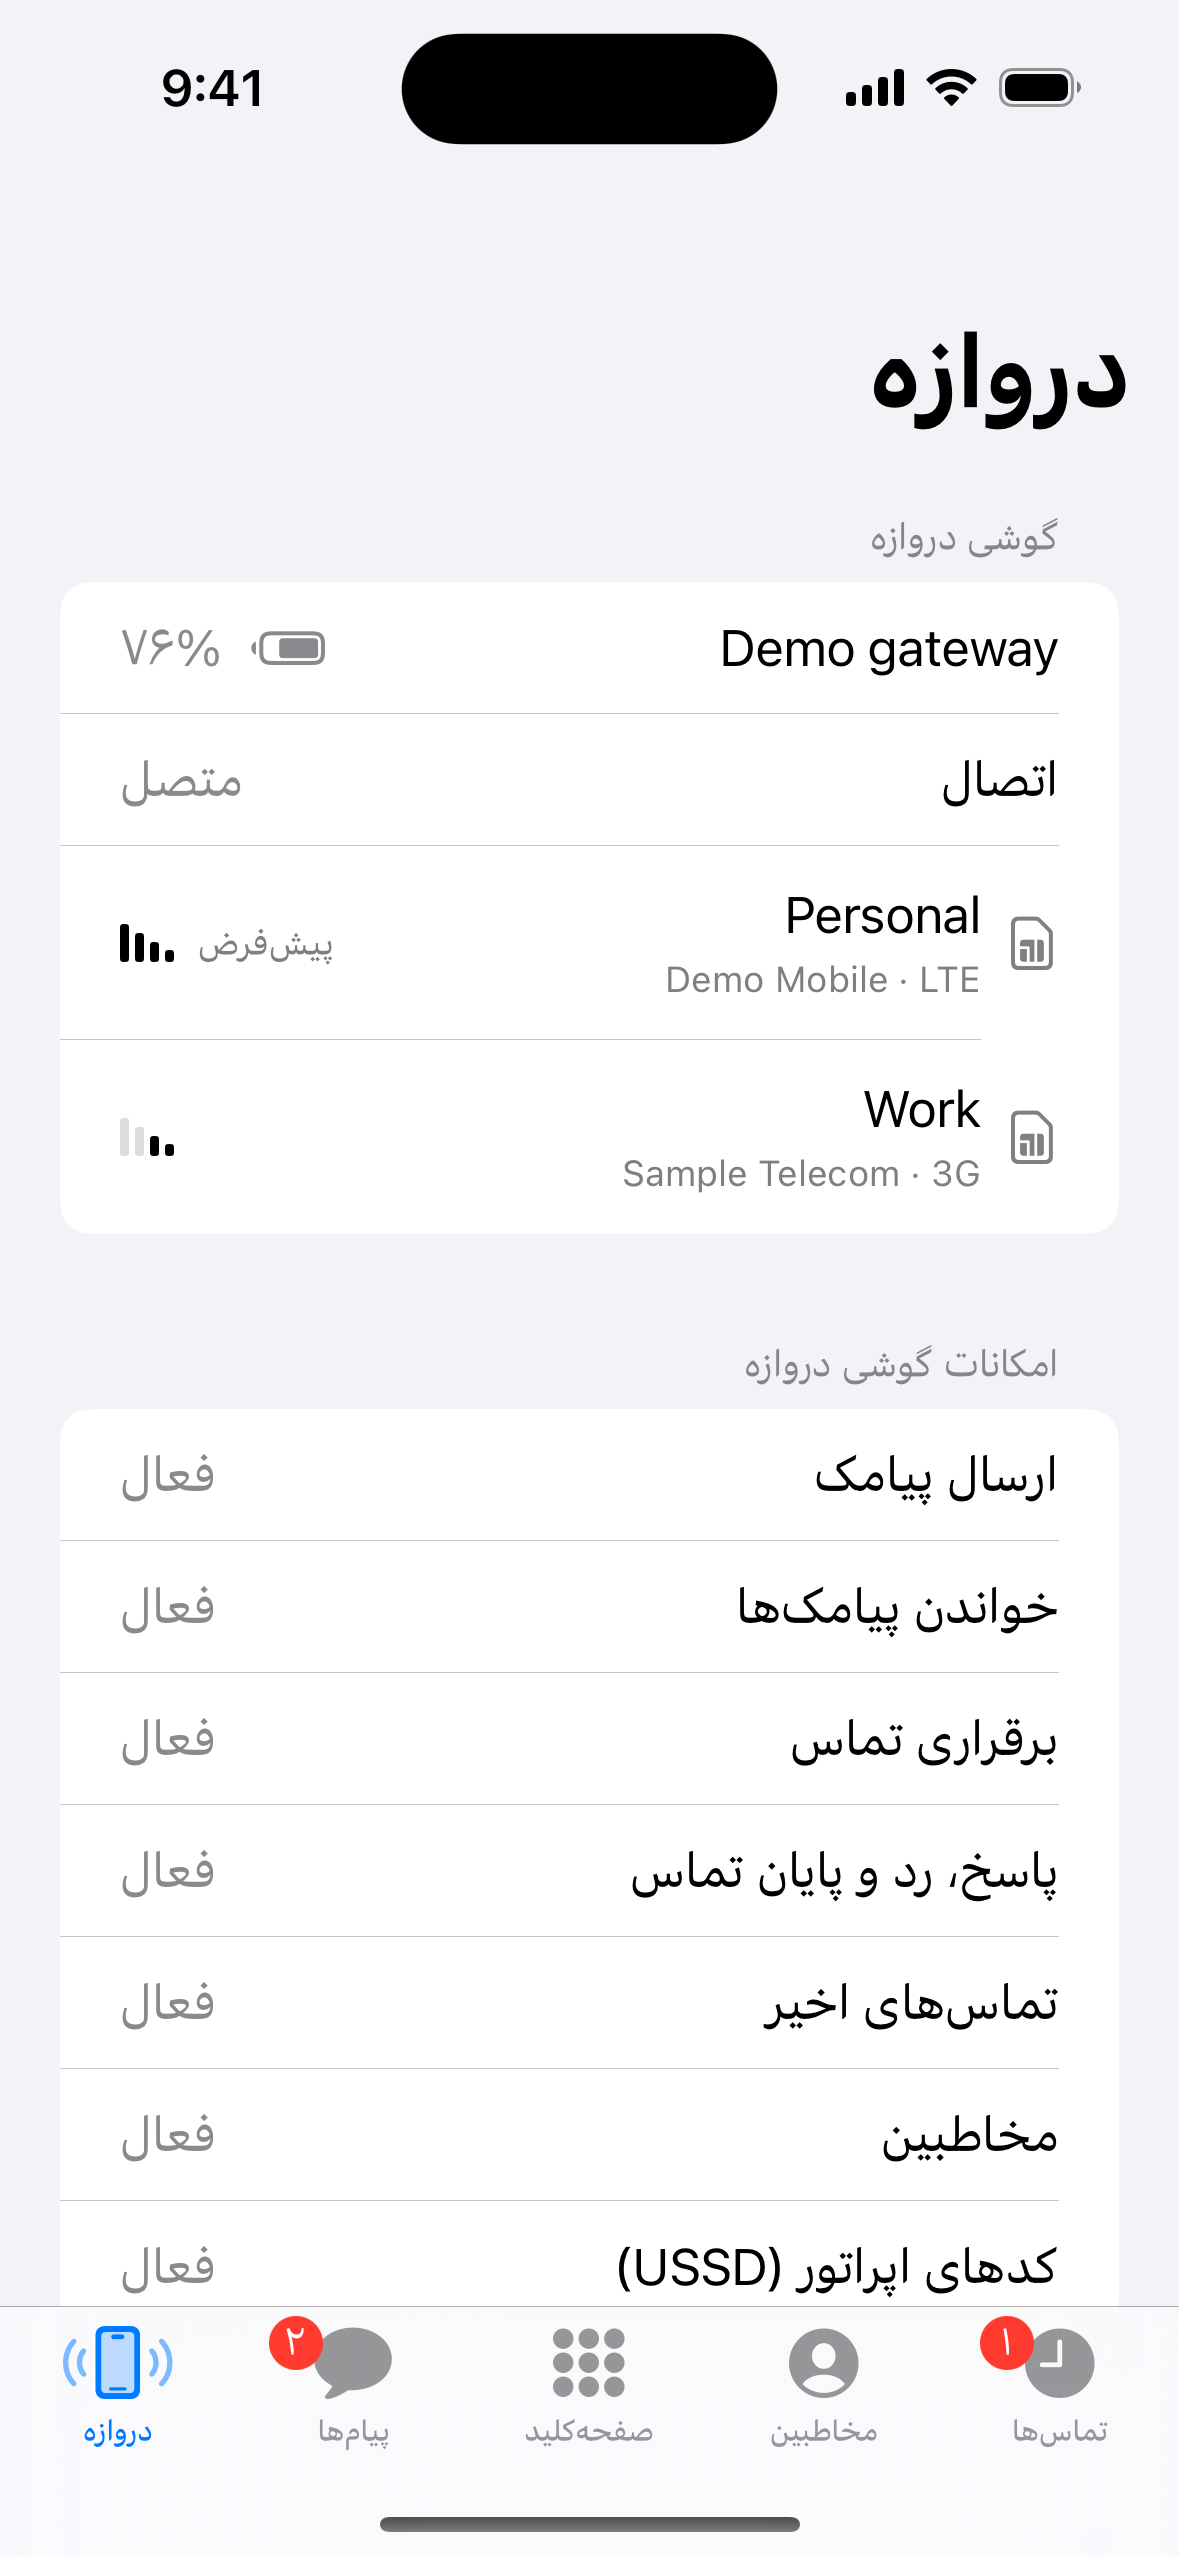 9:41
دروازه
گوشی دروازه
Demo gateway
۷۶%
اتصال
متصل
Personal
Demo Mobile · LTE
پیش‌فرض
Work
Sample Telecom · 3G
امکانات گوشی دروازه
ارسال پیامک
فعال
خواندن پیامک‌ها
فعال
برقراری تماس
فعال
پاسخ، رد و پایان تماس
فعال
تماس‌های اخیر
فعال
مخاطبین
فعال
کدهای اپراتور (USSD)
فعال
۱
تماس‌ها
مخاطبین
صفحه‌کلید
۲
پیام‌ها
دروازه